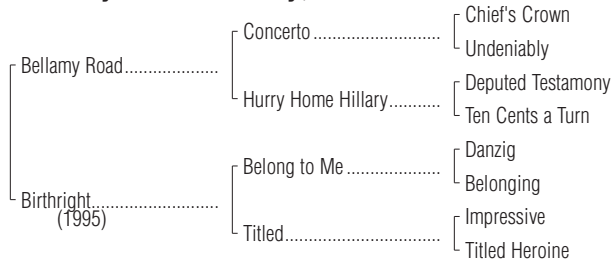 Chief's Crown
Concerto ..............................
Undeniably
Bellamy Road......................
Deputed Testamony
Hurry Home Hillary............
Ten Cents a Turn
Danzig
Belong to Me ......................
Belonging
Birthright..............................
(1995)
Impressive
Titled.....................................
Titled Heroine